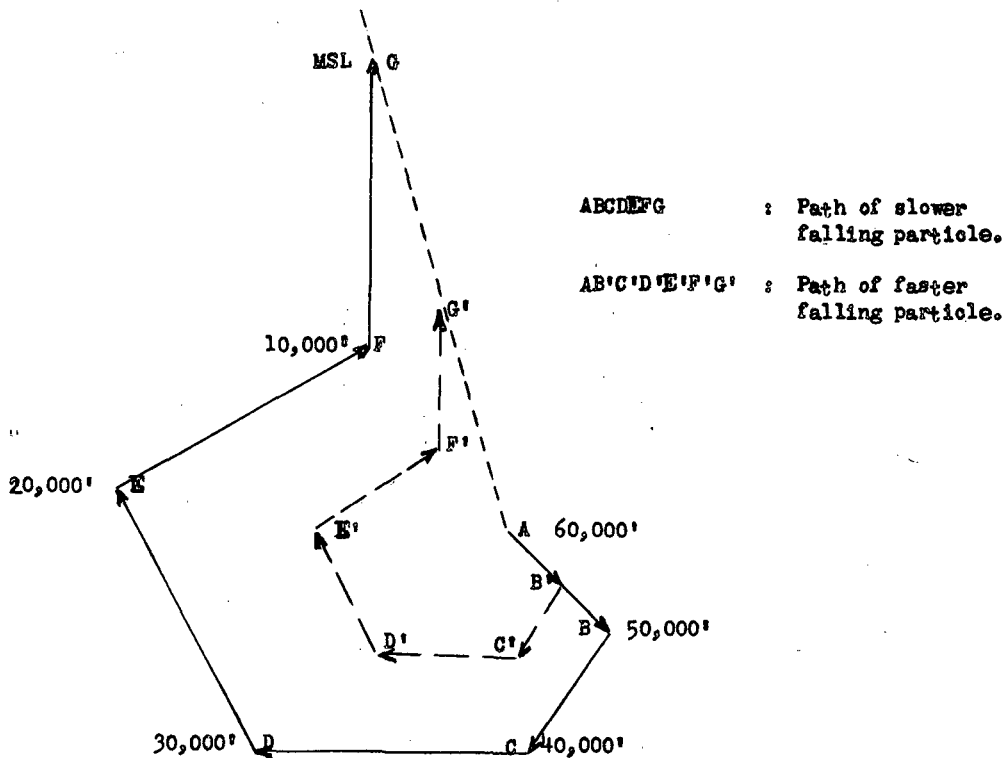 MSL G
ABCDEFG : Path of slower
falling particle.
AB'C'D'E'F'G' : Path of faster
falling particle.
G'
10,000' F
F'
20,000' E
E'
A 60,000'
B'
B 50,000'
D' C'
30,000' D
C 40,000'